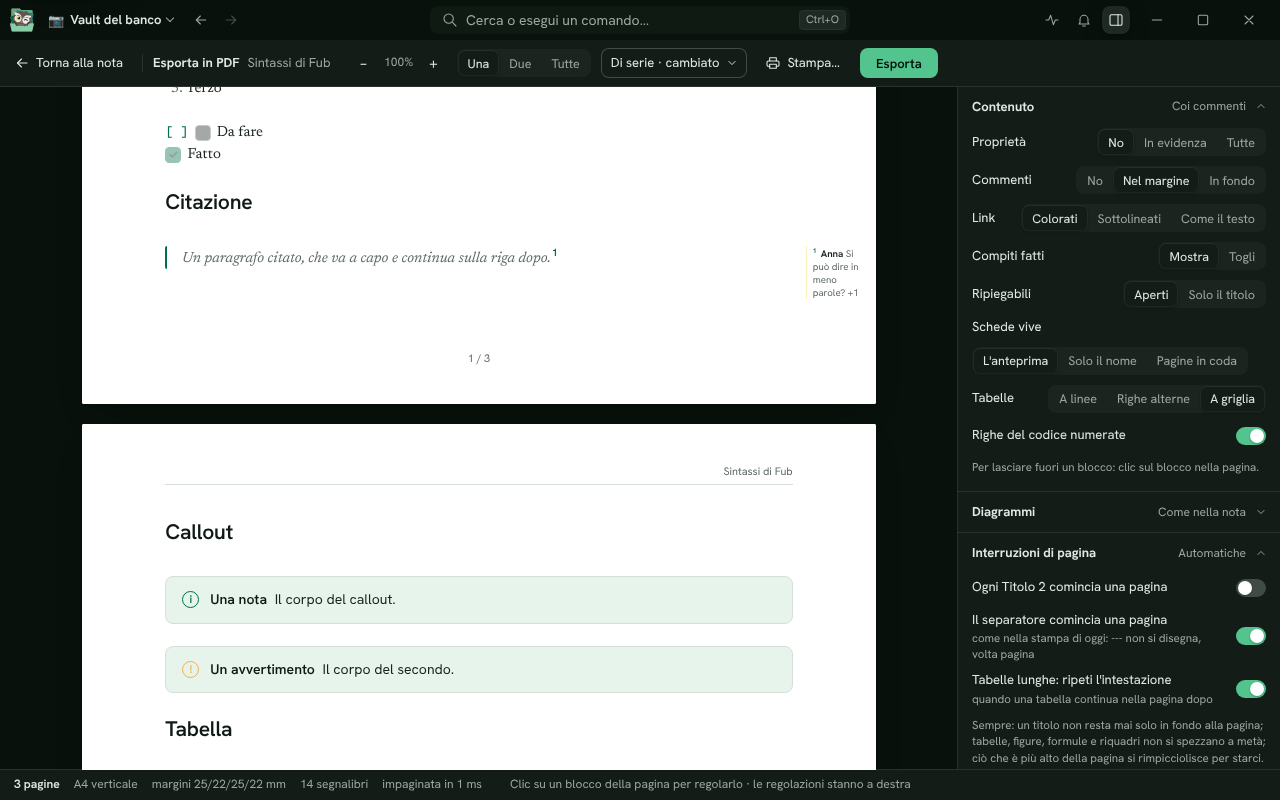 Vault del banco
Cerca o esegui un comando...
Ctrl+O
Torna alla nota
Esporta in PDF Sintassi di Fub
− 100% +
Una Due Tutte
Di serie · cambiato
Stampa...
Esporta
3. Terzo
[ ] Da fare
Fatto
Citazione
Un paragrafo citato, che va a capo e continua sulla riga dopo.1
1 Anna Si
può dire in
meno
parole? +1
1 / 3
Sintassi di Fub
Callout
Una nota Il corpo del callout.
Un avvertimento Il corpo del secondo.
Tabella
Contenuto Coi commenti
Proprietà No In evidenza Tutte
Commenti No Nel margine In fondo
Link Colorati Sottolineati Come il testo
Compiti fatti Mostra Togli
Ripiegabili Aperti Solo il titolo
Schede vive
L'anteprima Solo il nome Pagine in coda
Tabelle A linee Righe alterne A griglia
Righe del codice numerate
Per lasciare fuori un blocco: clic sul blocco nella pagina.
Diagrammi Come nella nota
Interruzioni di pagina Automatiche
Ogni Titolo 2 comincia una pagina
Il separatore comincia una pagina
come nella stampa di oggi: --- non si disegna,
volta pagina
Tabelle lunghe: ripeti l'intestazione
quando una tabella continua nella pagina dopo
Sempre: un titolo non resta mai solo in fondo alla pagina;
tabelle, figure, formule e riquadri non si spezzano a metà;
ciò che è più alto della pagina si rimpicciolisce per starci.
3 pagine A4 verticale margini 25/22/25/22 mm 14 segnalibri impaginata in 1 ms Clic su un blocco della pagina per regolarlo · le regolazioni stanno a destra